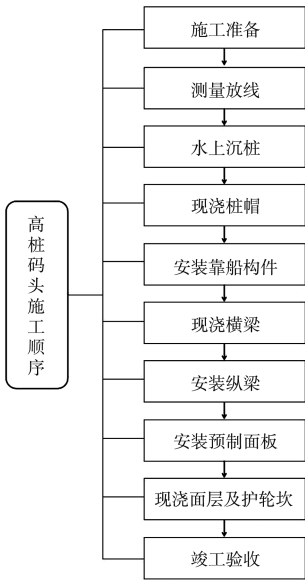 高桩码头施工顺序
施工准备
测量放线
水上沉桩
现浇桩帽
安装靠船构件
现浇横梁
安装纵梁
安装预制面板
现浇面层及护轮坎
竣工验收